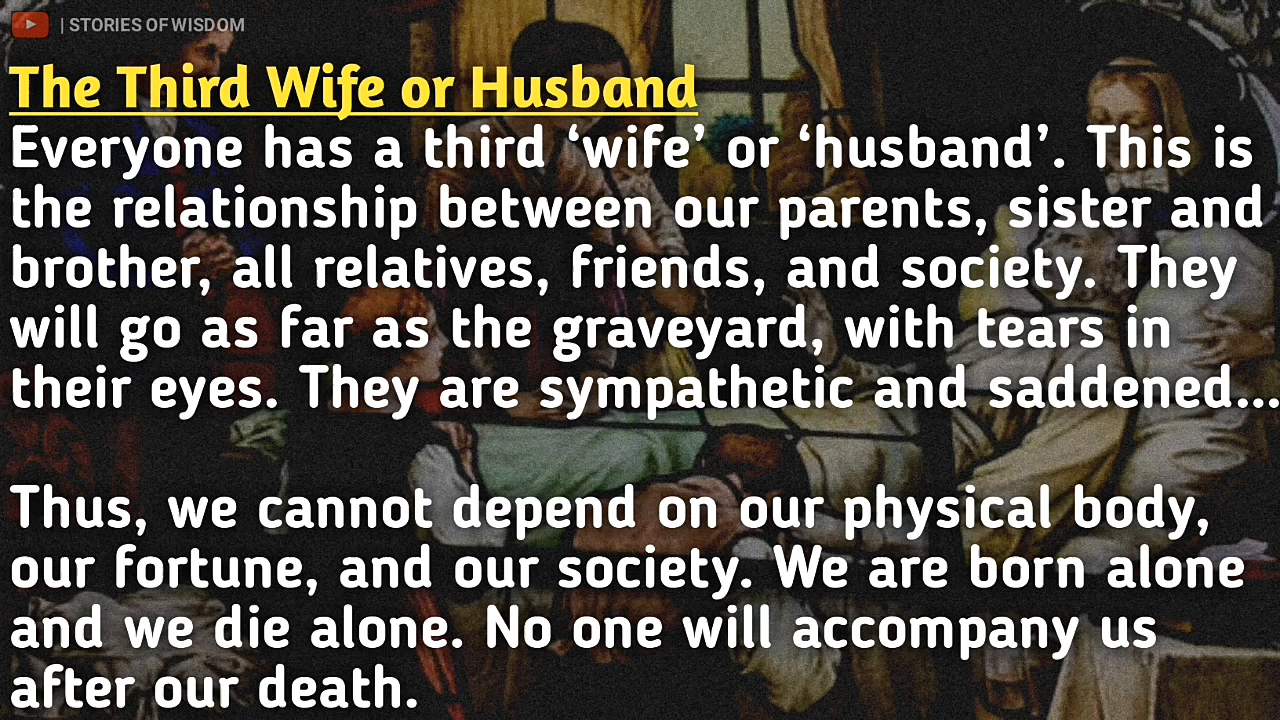 | STORIES OF WISDOM
The Third Wife or Husband
Everyone has a third ‘wife’ or ‘husband’. This is
the relationship between our parents, sister and
brother, all relatives, friends, and society. They
will go as far as the graveyard, with tears in
their eyes. They are sympathetic and saddened...
Thus, we cannot depend on our physical body,
our fortune, and our society. We are born alone
and we die alone. No one will accompany us
after our death.